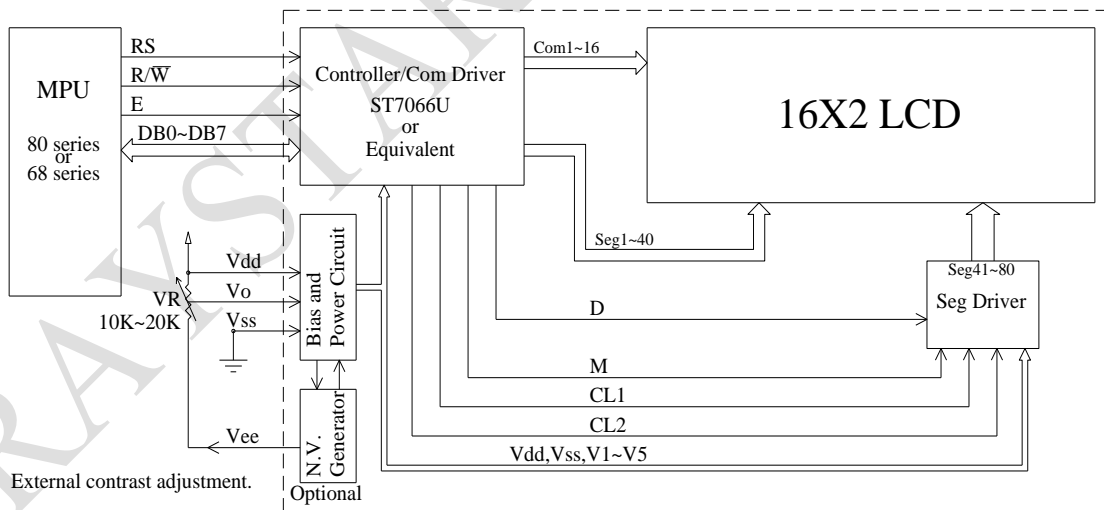 MPU
80 series
or
68 series
RS
R/W̅
E
DB0~DB7
Controller/Com Driver
ST7066U
or
Equivalent
Com1~16
16X2 LCD
Seg1~40
Seg41~80
Seg Driver
Vdd
Vo
Vss
VR
10K~20K
Bias and
Power Circuit
D
M
CL1
CL2
Vdd,Vss,V1~V5
Vee
N.V.
Generator
Optional
External contrast adjustment.
RAYSTAR